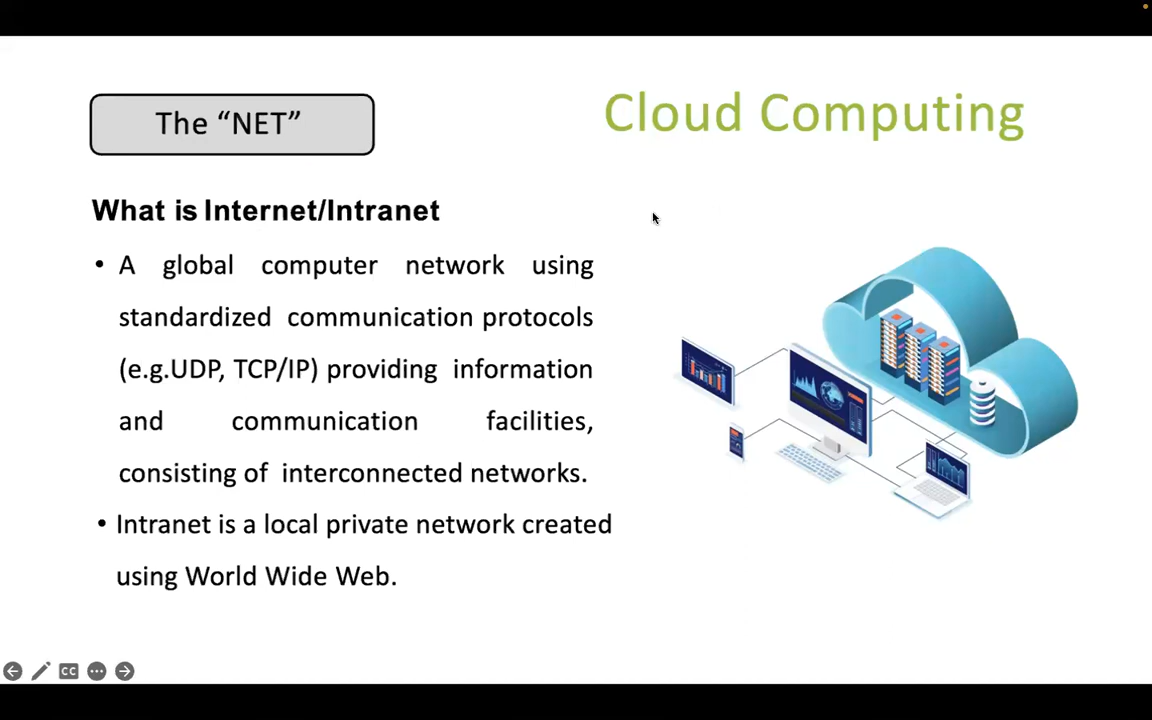 The “NET”
Cloud Computing
What is Internet/Intranet
• A global computer network using
standardized communication protocols
(e.g.UDP, TCP/IP) providing information
and communication facilities,
consisting of interconnected networks.
• Intranet is a local private network created
using World Wide Web.
CC